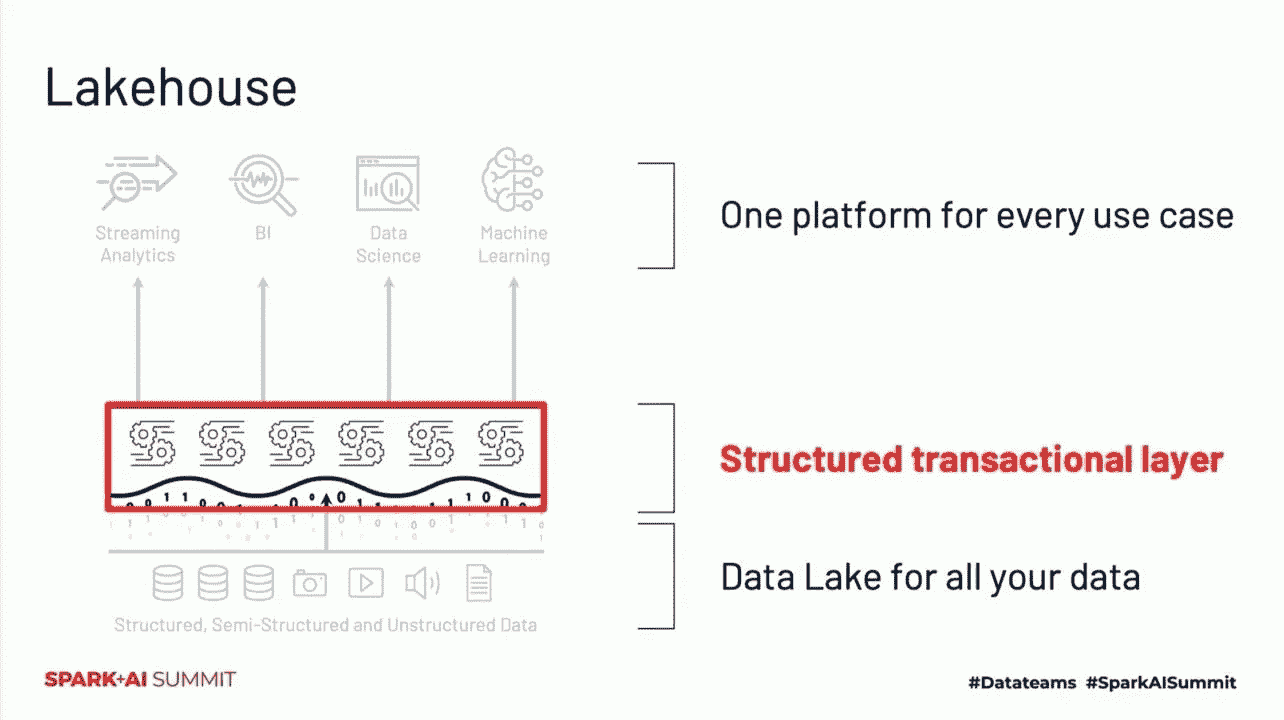 Lakehouse
Streaming
Analytics
BI
Data
Science
Machine
Learning
One platform for every use case
Structured transactional layer
Data Lake for all your data
Structured, Semi-Structured and Unstructured Data
SPARK+AI SUMMIT
#Datateams #SparkAISummit